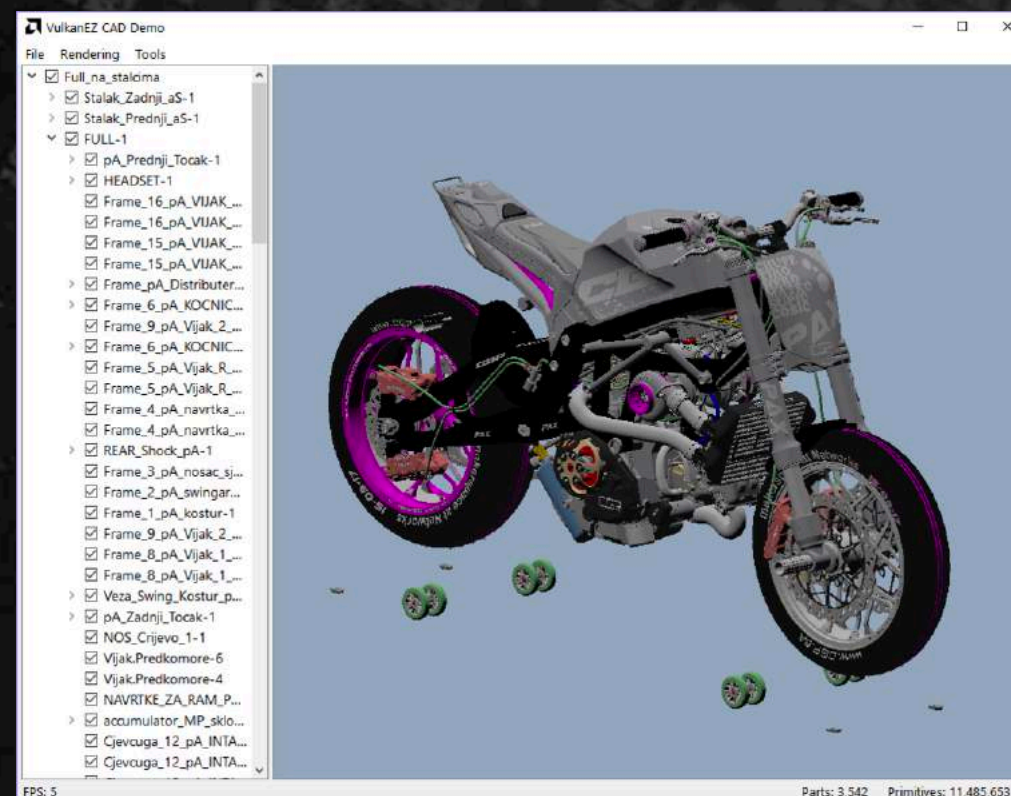 VulkanEZ CAD Demo
File Rendering Tools
Full_na_stalcima
Stalak_Zadnji_aS-1
Stalak_Prednji_aS-1
FULL-1
pA_Prednji_Tocak-1
HEADSET-1
Frame_16_pA_VIJAK_...
Frame_16_pA_VIJAK_...
Frame_15_pA_VIJAK_...
Frame_15_pA_VIJAK_...
Frame_pA_Distributer...
Frame_6_pA_KOCNIC...
Frame_9_pA_Vijak_2_...
Frame_6_pA_KOCNIC...
Frame_5_pA_Vijak_R_...
Frame_5_pA_Vijak_R_...
Frame_4_pA_navrtka_...
Frame_4_pA_navrtka_...
REAR_Shock_pA-1
Frame_3_pA_nosac_sj...
Frame_2_pA_swingar...
Frame_1_pA_kostur-1
Frame_9_pA_Vijak_2_...
Frame_8_pA_Vijak_1_...
Frame_8_pA_Vijak_1_...
Veza_Swing_Kostur_p...
pA_Zadnji_Tocak-1
NOS_Crijevo_1-1
Vijak.Predkomore-6
Vijak.Predkomore-4
NAVRTKE_ZA_RAM_P...
accumulator_MP_sklo...
Cjevcuga_12_pA_INTA...
Cjevcuga_12_pA_INTA...
FPS: 5
Parts: 3,542 Primitives: 11,485,653